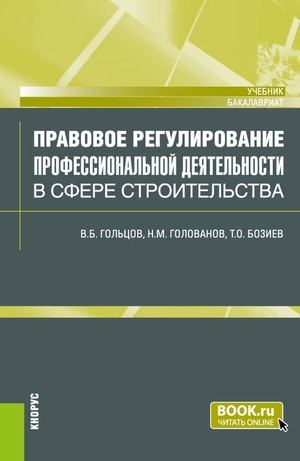 УЧЕБНИК
БАКАЛАВРИАТ
ПРАВОВОЕ РЕГУЛИРОВАНИЕ
ПРОФЕССИОНАЛЬНОЙ ДЕЯТЕЛЬНОСТИ
В СФЕРЕ СТРОИТЕЛЬСТВА
В.Б. ГОЛЬЦОВ, Н.М. ГОЛОВАНОВ, Т.О. БОЗИЕВ
КНОРУС
BOOK.ru
ЧИТАТЬ ONLINE